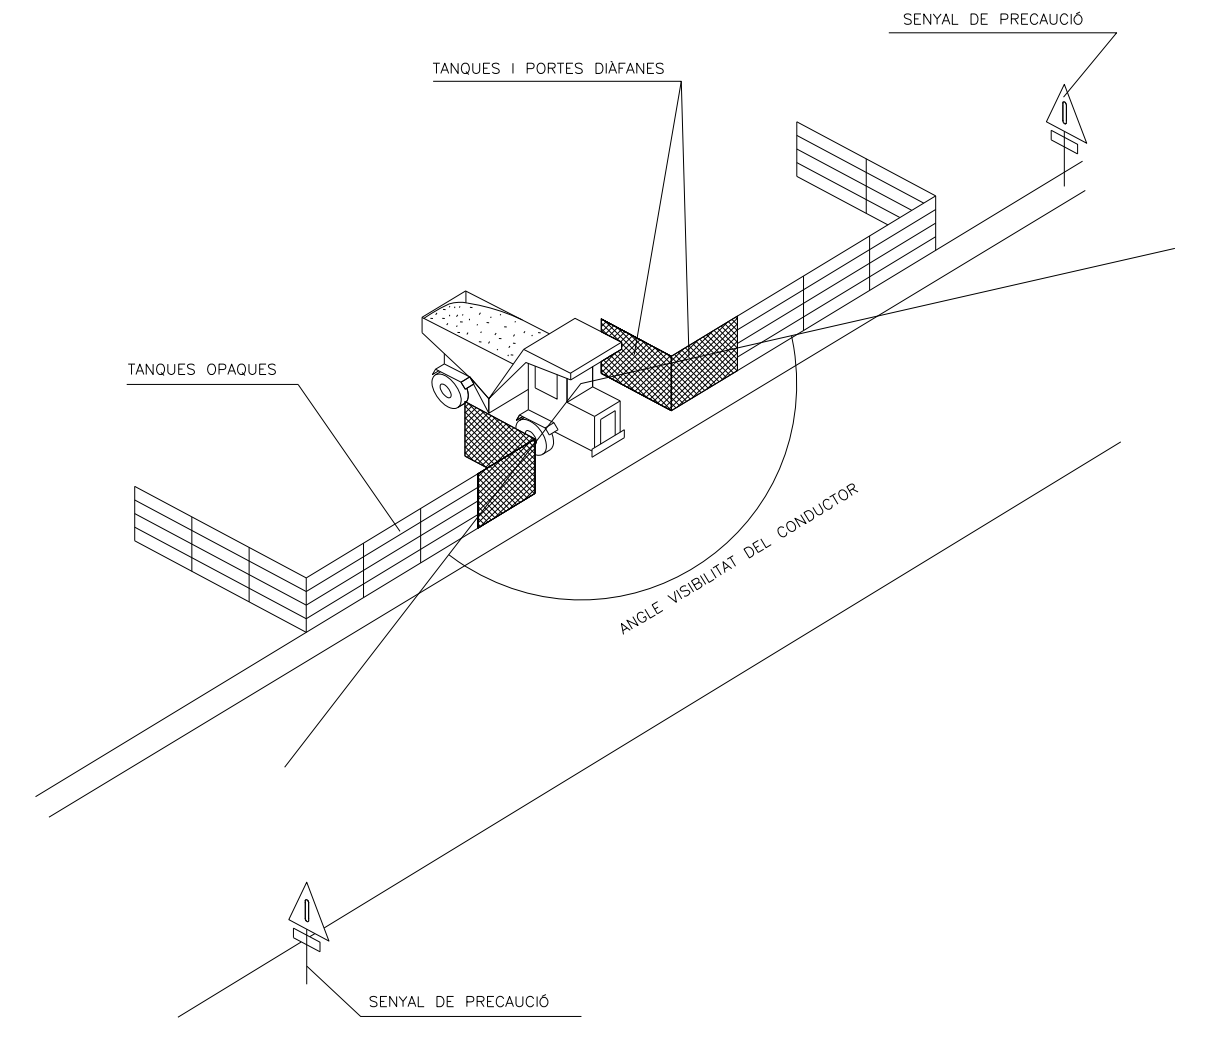 SENYAL DE PRECAUCIÓ
TANQUES I PORTES DIÀFANES
TANQUES OPAQUES
ANGLE VISIBILITAT DEL CONDUCTOR
SENYAL DE PRECAUCIÓ